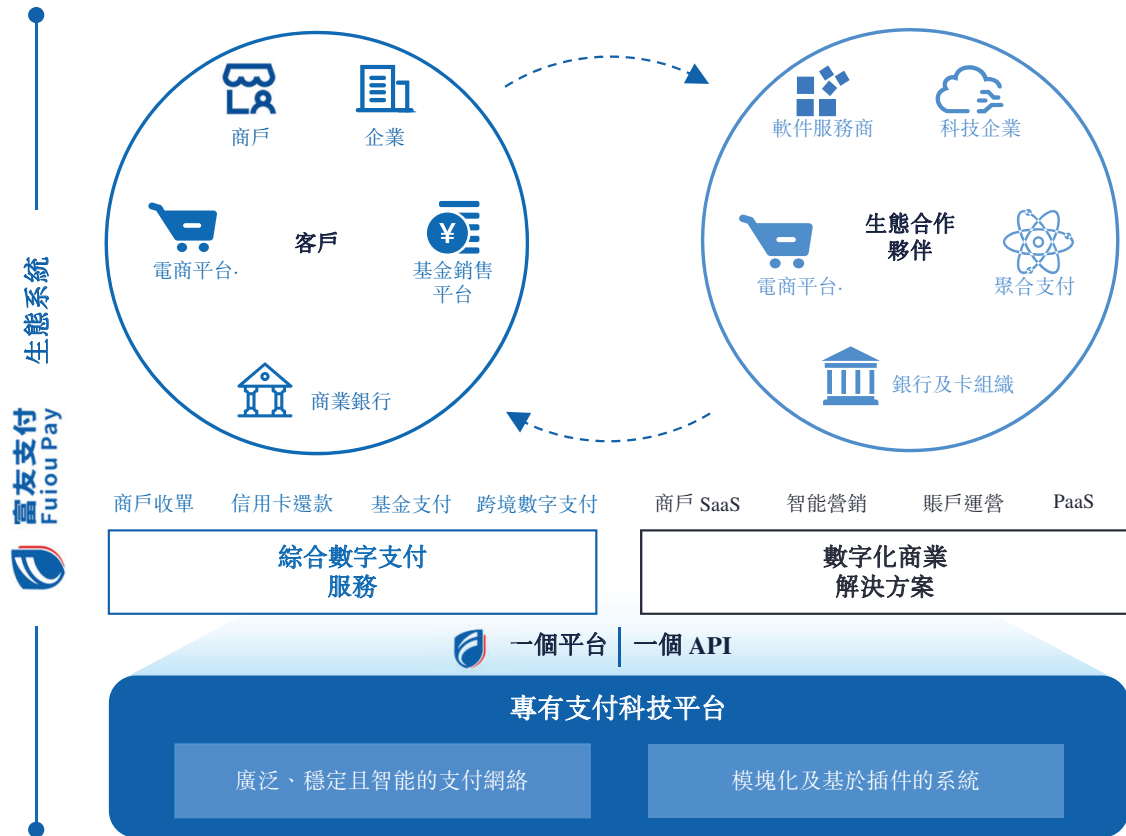 生態系統
富友支付
Fuiou Pay
商戶
企業
電商平台.
客戶
基金銷售
平台
商業銀行
軟件服務商
科技企業
生態合作
夥伴
電商平台.
聚合支付
銀行及卡組織
商戶收單
信用卡還款
基金支付
跨境數字支付
綜合數字支付
服務
商戶 SaaS
智能營銷
賬戶運營
PaaS
數字化商業
解決方案
一個平台
一個 API
專有支付科技平台
廣泛、穩定且智能的支付網絡
模塊化及基於插件的系統
¥